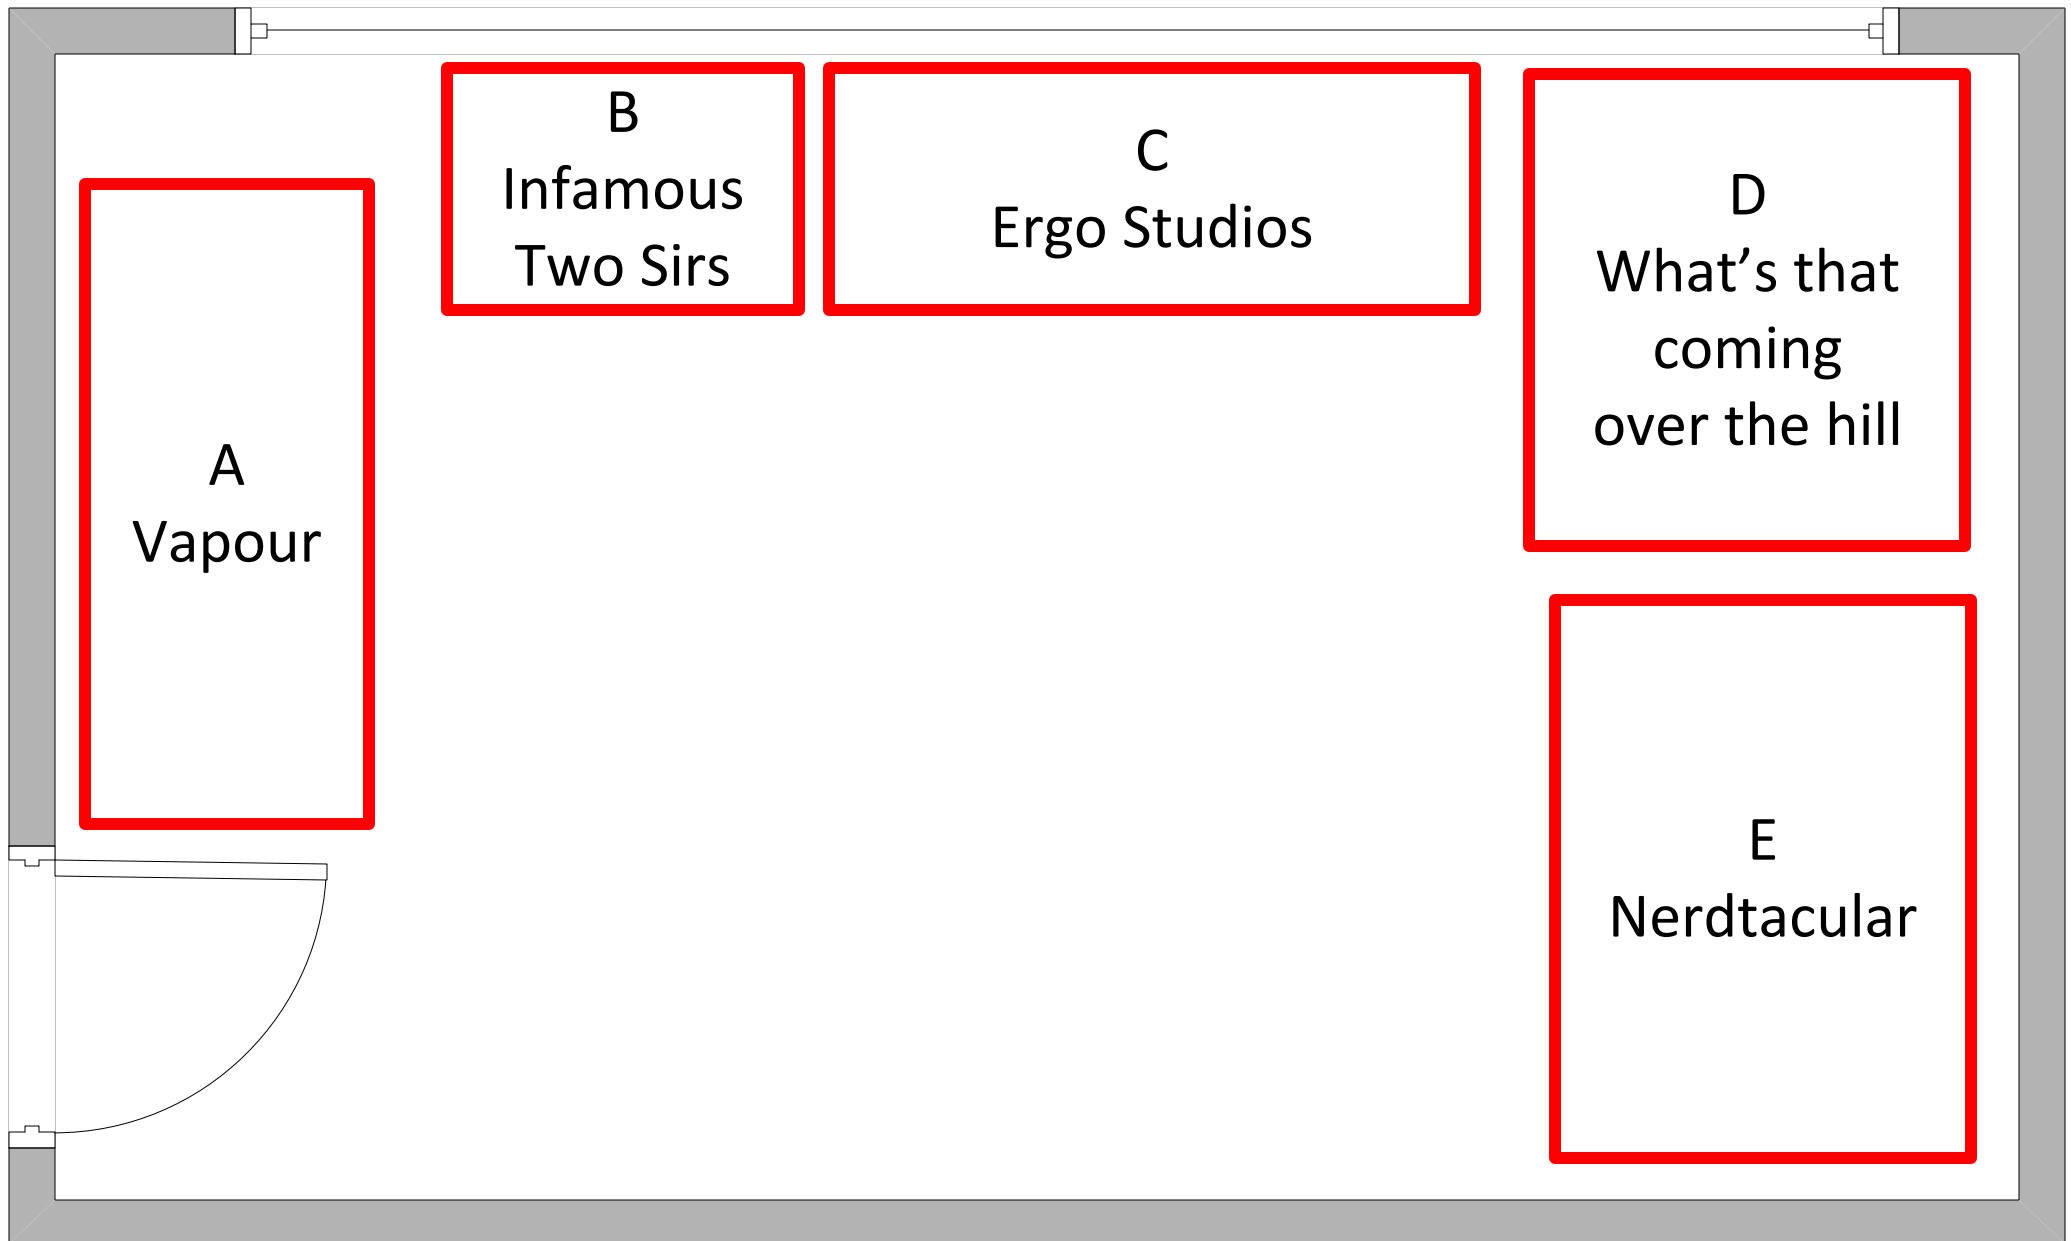 A
Vapour
B
Infamous
Two Sirs
C
Ergo Studios
D
What’s that
coming
over the hill
E
Nerdtacular